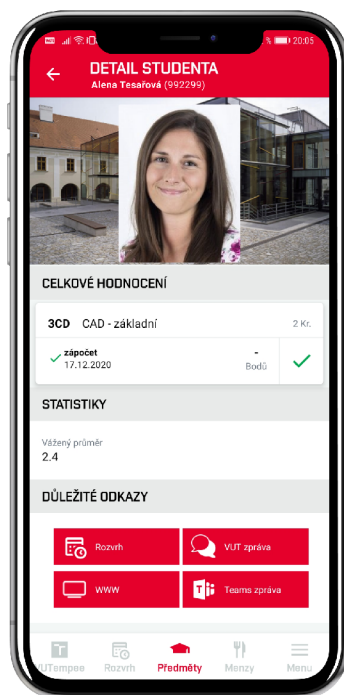 20:05
DETAIL STUDENTA
Alena Tesařová (992299)
CELKOVÉ HODNOCENÍ
3CD CAD - základní 2 Kr.
zápočet -
17.12.2020 Bodů
STATISTIKY
Vážený průměr
2.4
DŮLEŽITÉ ODKAZY
Rozvrh VUT zpráva
WWW Teams zpráva
Rozvrh Předměty Menzy Menu